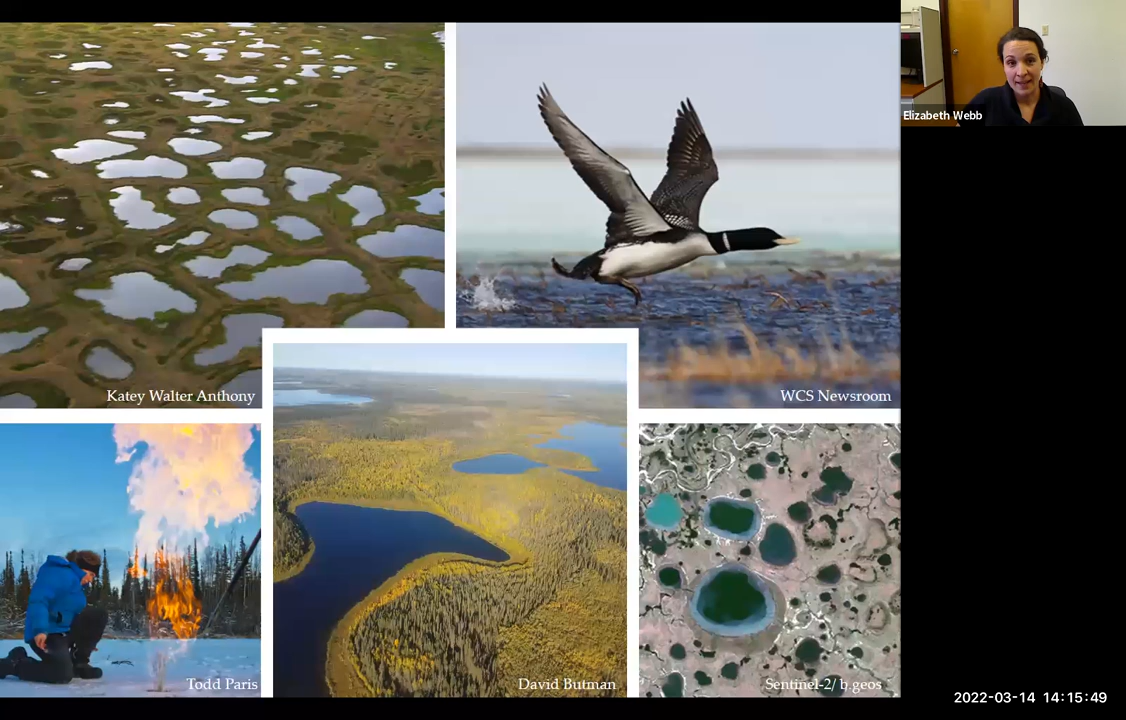 Elizabeth Webb
Katey Walter Anthony
WCS Newsroom
Todd Paris
David Butman
Sentinel-2/ b.geos
2022-03-14 14:15:49